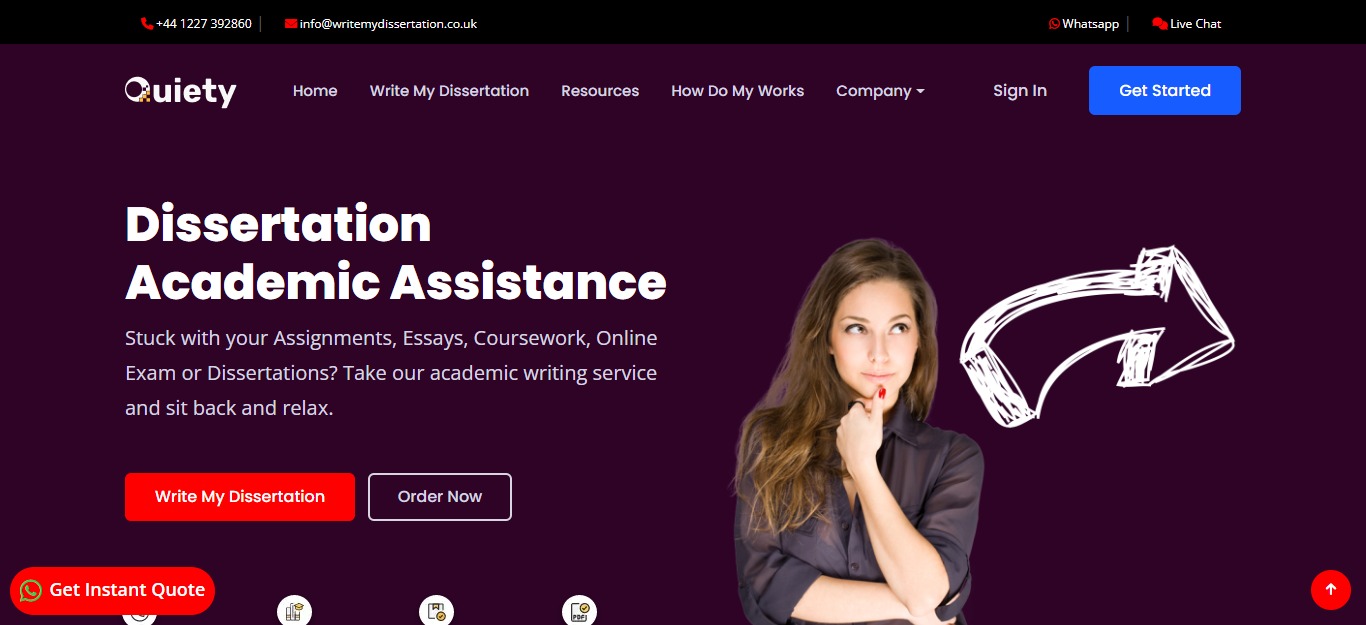 +44 1227 392860
info@writemydissertation.co.uk
Whatsapp
Live Chat
Quiety
Home
Write My Dissertation
Resources
How Do My Works
Company
Sign In
Get Started
Dissertation
Academic Assistance
Stuck with your Assignments, Essays, Coursework, Online
Exam or Dissertations? Take our academic writing service
and sit back and relax.
Write My Dissertation
Order Now
Get Instant Quote
PDF